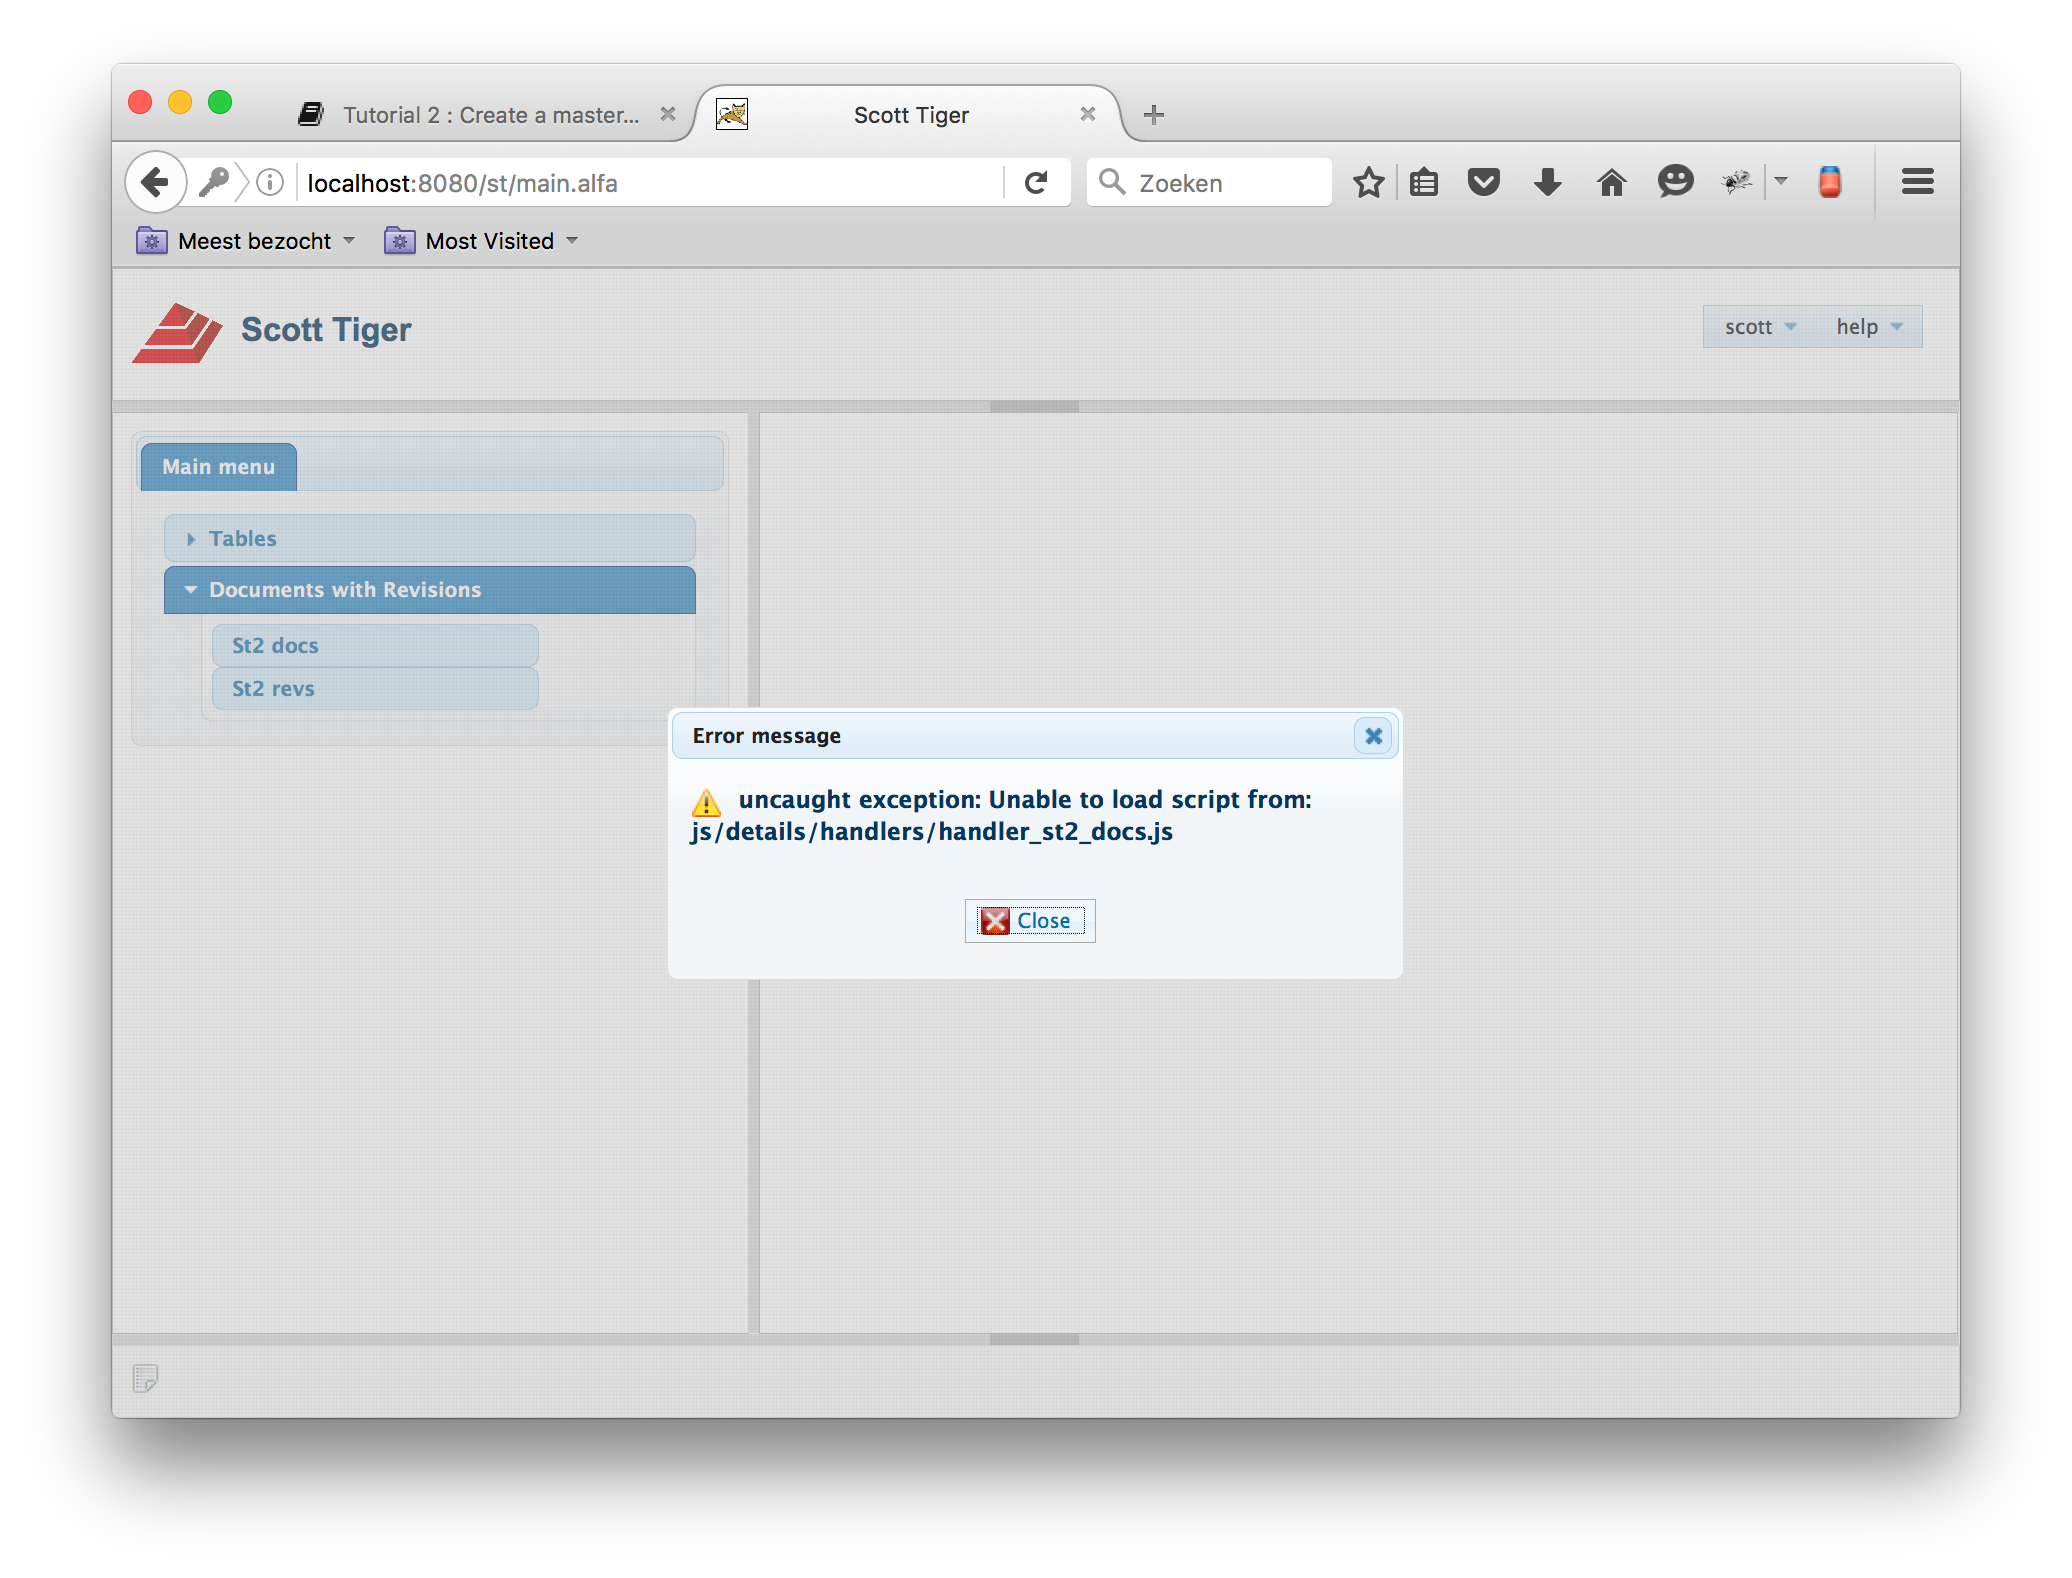 Tutorial 2 : Create a master...
Scott Tiger
localhost:8080/st/main.alfa
Zoeken
Meest bezocht
Most Visited
Scott Tiger
scott
help
Main menu
Tables
Documents with Revisions
St2 docs
St2 revs
Error message
uncaught exception: Unable to load script from:
js/details/handlers/handler_st2_docs.js
Close